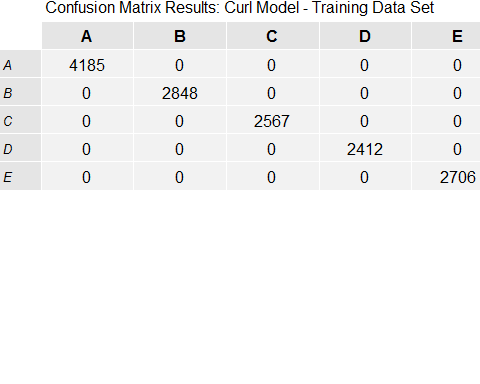 Confusion Matrix Results: Curl Model - Training Data Set
A B C D E
A 4185 0 0 0 0
B 0 2848 0 0 0
C 0 0 2567 0 0
D 0 0 0 2412 0
E 0 0 0 0 2706